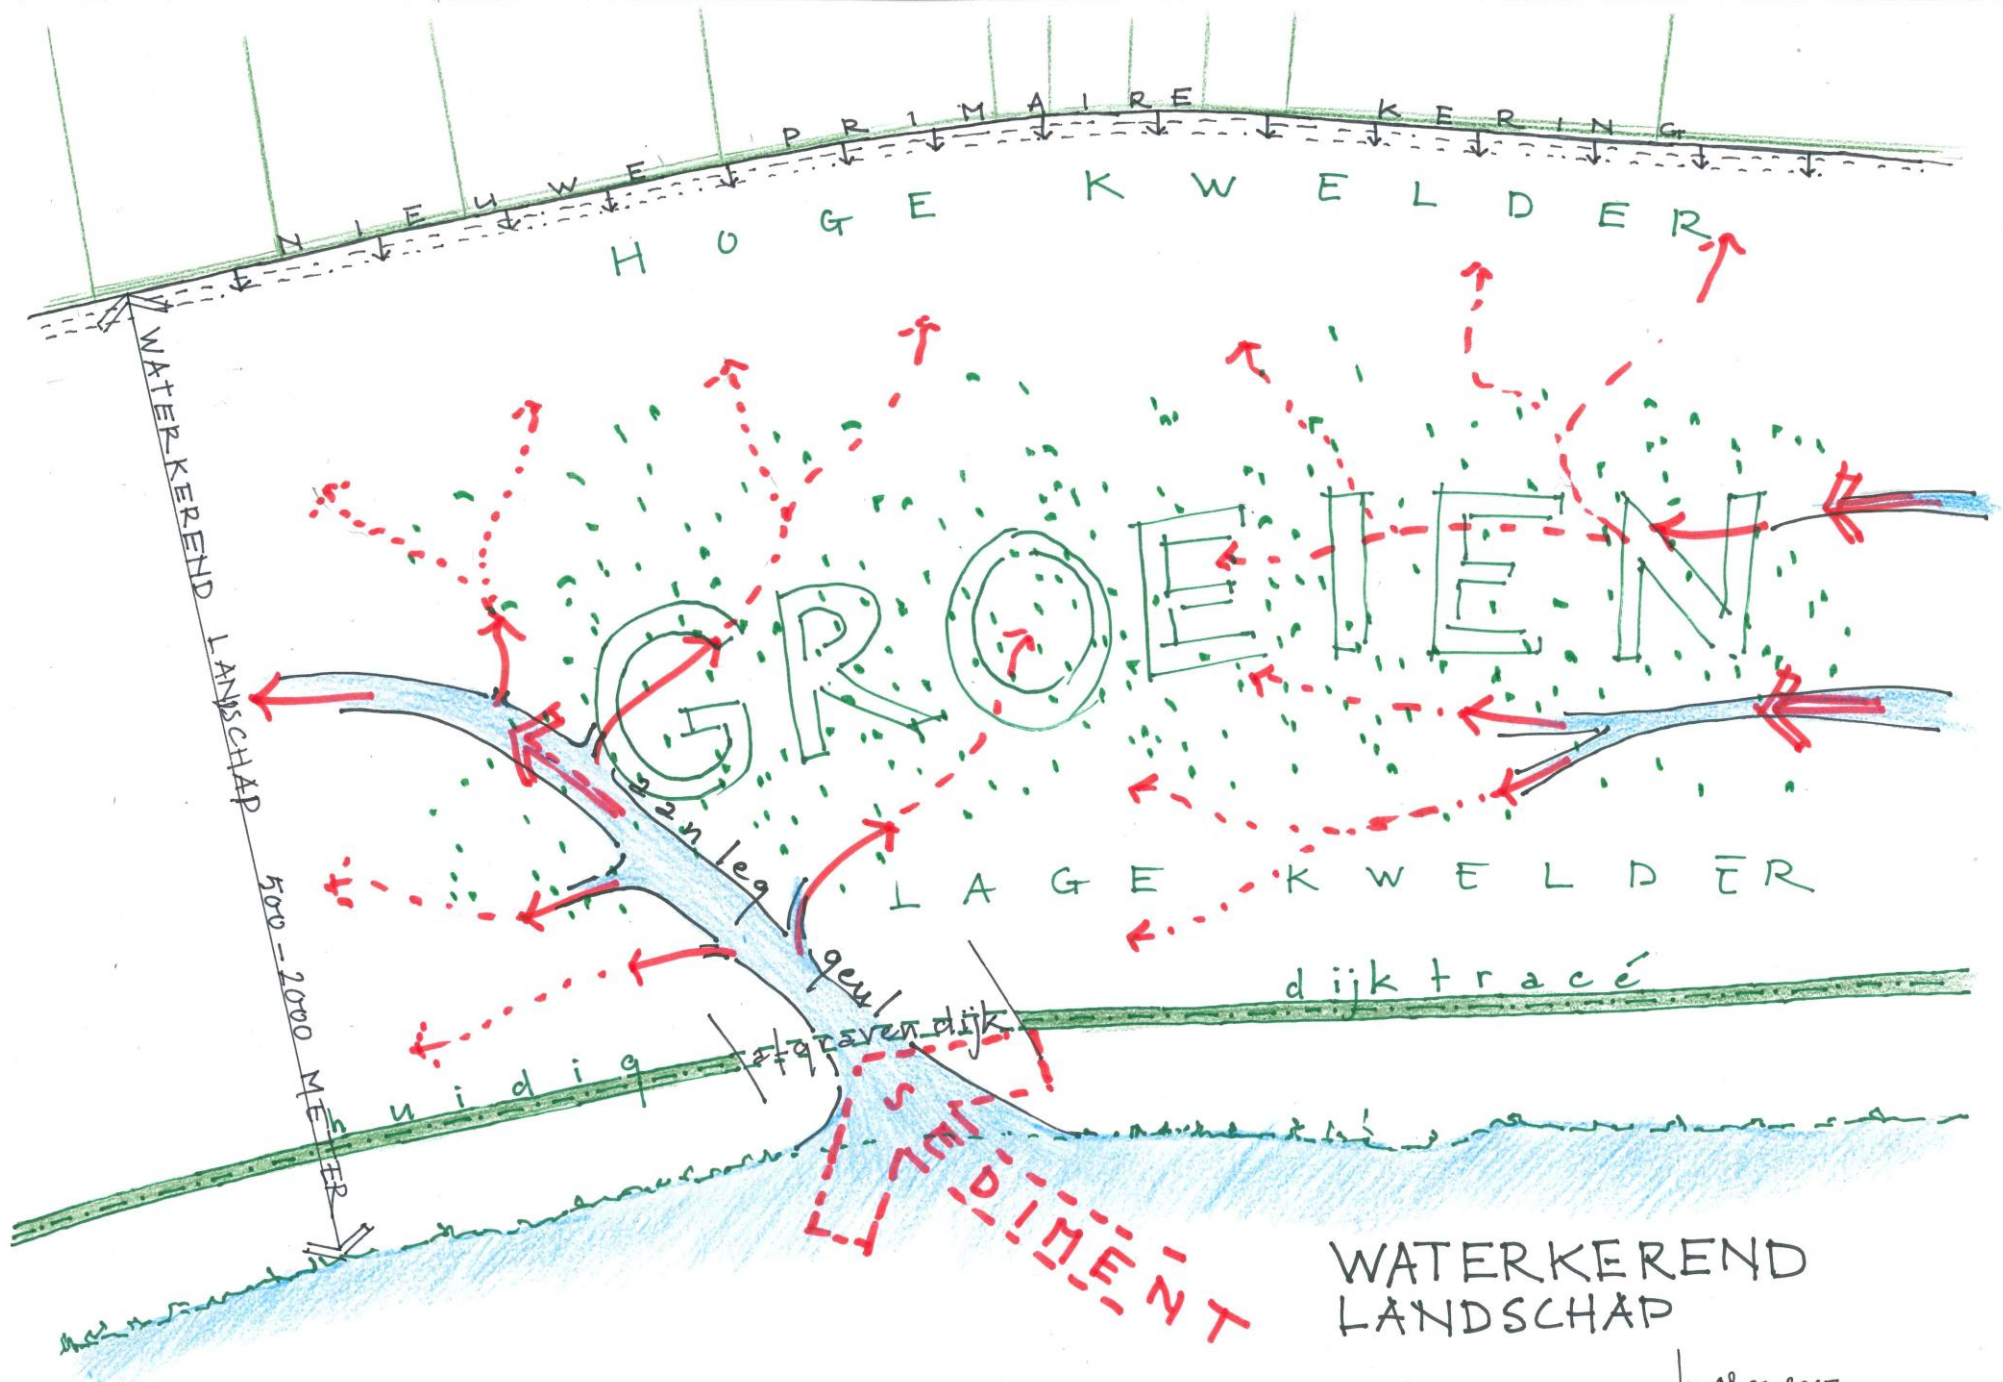 NIEUWE PRIMAIRE KERING
HOGE KWELDER
WATERKEREND LANDSCHAP 500-2000 METER
GROEIEN
aanleg geul
LAGE KWELDER
huidig dijktracé
afgraven dijk
SEDIMENT
WATERKEREND
LANDSCHAP